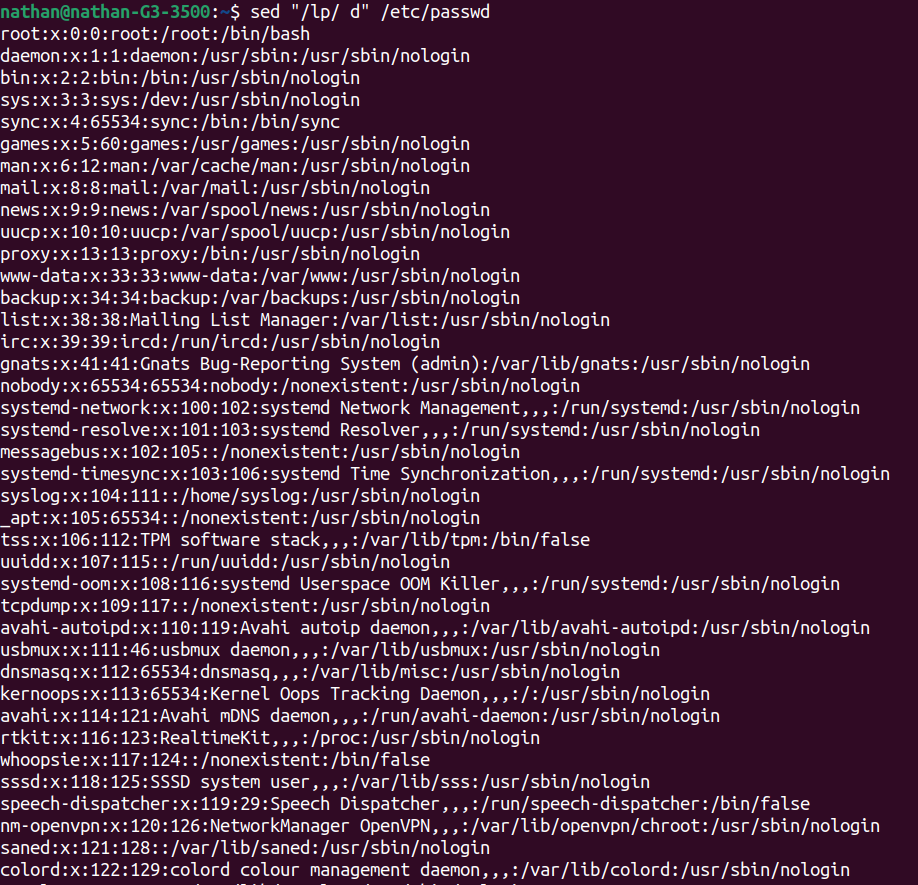 nathan@nathan-G3-3500:~$ sed "/lp/ d" /etc/passwd
root:x:0:0:root:/root:/bin/bash
daemon:x:1:1:daemon:/usr/sbin:/usr/sbin/nologin
bin:x:2:2:bin:/bin:/usr/sbin/nologin
sys:x:3:3:sys:/dev:/usr/sbin/nologin
sync:x:4:65534:sync:/bin:/bin/sync
games:x:5:60:games:/usr/games:/usr/sbin/nologin
man:x:6:12:man:/var/cache/man:/usr/sbin/nologin
mail:x:8:8:mail:/var/mail:/usr/sbin/nologin
news:x:9:9:news:/var/spool/news:/usr/sbin/nologin
uucp:x:10:10:uucp:/var/spool/uucp:/usr/sbin/nologin
proxy:x:13:13:proxy:/bin:/usr/sbin/nologin
www-data:x:33:33:www-data:/var/www:/usr/sbin/nologin
backup:x:34:34:backup:/var/backups:/usr/sbin/nologin
list:x:38:38:Mailing List Manager:/var/list:/usr/sbin/nologin
irc:x:39:39:ircd:/run/ircd:/usr/sbin/nologin
gnats:x:41:41:Gnats Bug-Reporting System (admin):/var/lib/gnats:/usr/sbin/nologin
nobody:x:65534:65534:nobody:/nonexistent:/usr/sbin/nologin
systemd-network:x:100:102:systemd Network Management,,,:/run/systemd:/usr/sbin/nologin
systemd-resolve:x:101:103:systemd Resolver,,,:/run/systemd:/usr/sbin/nologin
messagebus:x:102:105::/nonexistent:/usr/sbin/nologin
systemd-timesync:x:103:106:systemd Time Synchronization,,,:/run/systemd:/usr/sbin/nologin
syslog:x:104:111::/home/syslog:/usr/sbin/nologin
_apt:x:105:65534::/nonexistent:/usr/sbin/nologin
tss:x:106:112:TPM software stack,,,:/var/lib/tpm:/bin/false
uuidd:x:107:115::/run/uuidd:/usr/sbin/nologin
systemd-oom:x:108:116:systemd Userspace OOM Killer,,,:/run/systemd:/usr/sbin/nologin
tcpdump:x:109:117::/nonexistent:/usr/sbin/nologin
avahi-autoipd:x:110:119:Avahi autoip daemon,,,:/var/lib/avahi-autoipd:/usr/sbin/nologin
usbmux:x:111:46:usbmux daemon,,,:/var/lib/usbmux:/usr/sbin/nologin
dnsmasq:x:112:65534:dnsmasq,,,:/var/lib/misc:/usr/sbin/nologin
kernoops:x:113:65534:Kernel Oops Tracking Daemon,,,:/:/usr/sbin/nologin
avahi:x:114:121:Avahi mDNS daemon,,,:/run/avahi-daemon:/usr/sbin/nologin
rtkit:x:116:123:RealtimeKit,,,:/proc:/usr/sbin/nologin
whoopsie:x:117:124::/nonexistent:/bin/false
sssd:x:118:125:SSSD system user,,,:/var/lib/sss:/usr/sbin/nologin
speech-dispatcher:x:119:29:Speech Dispatcher,,,:/run/speech-dispatcher:/bin/false
nm-openvpn:x:120:126:NetworkManager OpenVPN,,,:/var/lib/openvpn/chroot:/usr/sbin/nologin
saned:x:121:128::/var/lib/saned:/usr/sbin/nologin
colord:x:122:129:colord colour management daemon,,,:/var/lib/colord:/usr/sbin/nologin